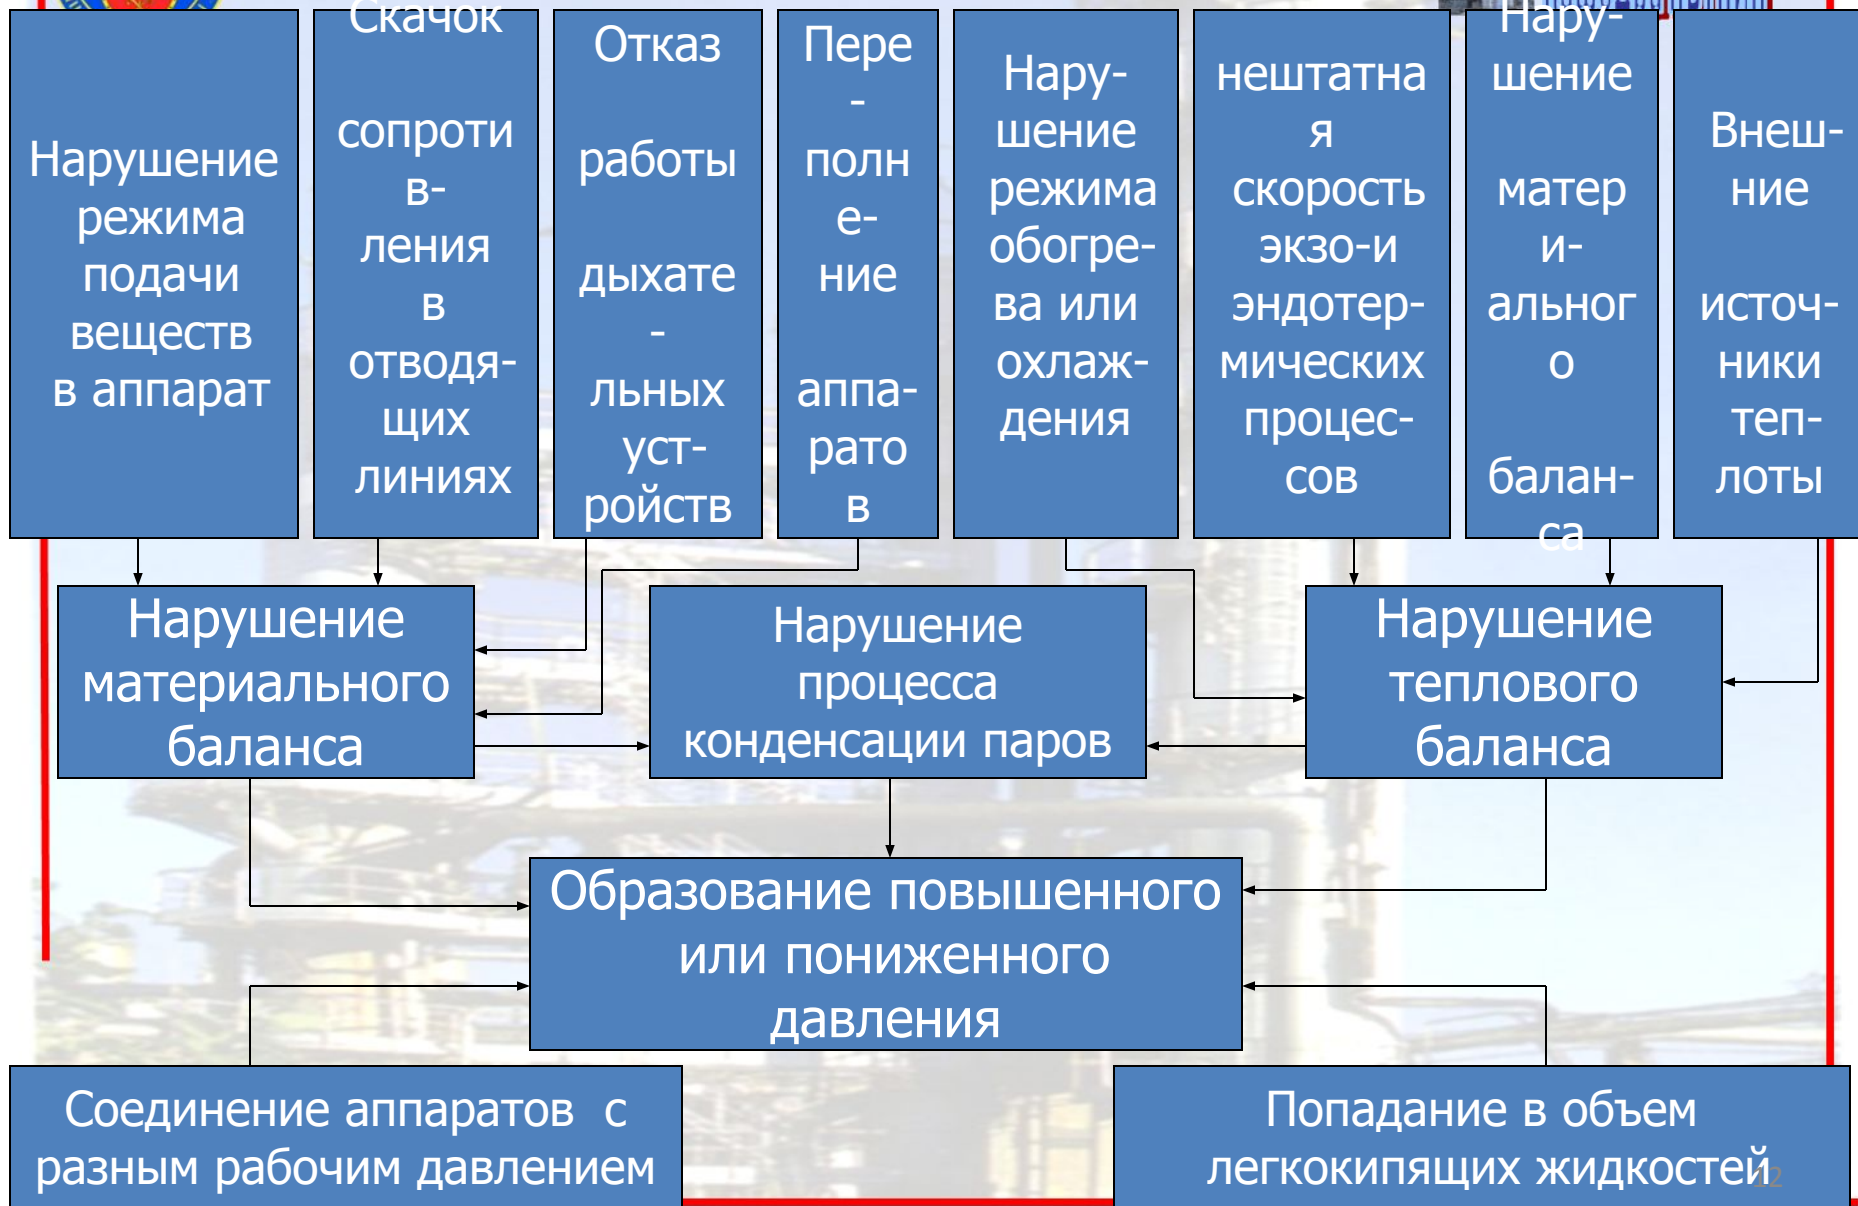 Нарушение
режима
подачи
веществ
в аппарат
Скачок
сопроти
в-
ления
в
отводя-
щих
линиях
Отказ
работы
дыхате
-
льных
уст-
ройств
Пере
-
полн
е-
ние
аппа-
рато
в
Нару-
шение
режима
обогре-
ва или
охлаж-
дения
нештатна
я
скорость
экзо-и
эндотер-
мических
процес-
сов
Нару-
шение
матер
и-
альног
о
балан-
са
Внеш-
ние
источ-
ники
теп-
лоты
Нарушение
материального
баланса
Нарушение
процесса
конденсации паров
Нарушение
теплового
баланса
Образование повышенного
или пониженного
давления
Соединение аппаратов с
разным рабочим давлением
Попадание в объем
легкокипящих жидкостей
12